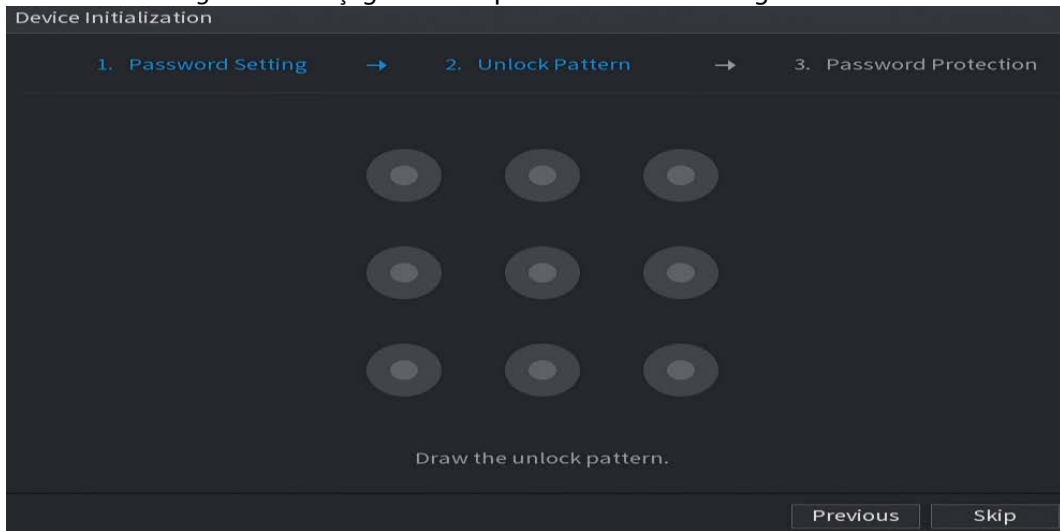 Device Initialization
1. Password Setting → 2. Unlock Pattern → 3. Password Protection
Draw the unlock pattern.
Previous Skip